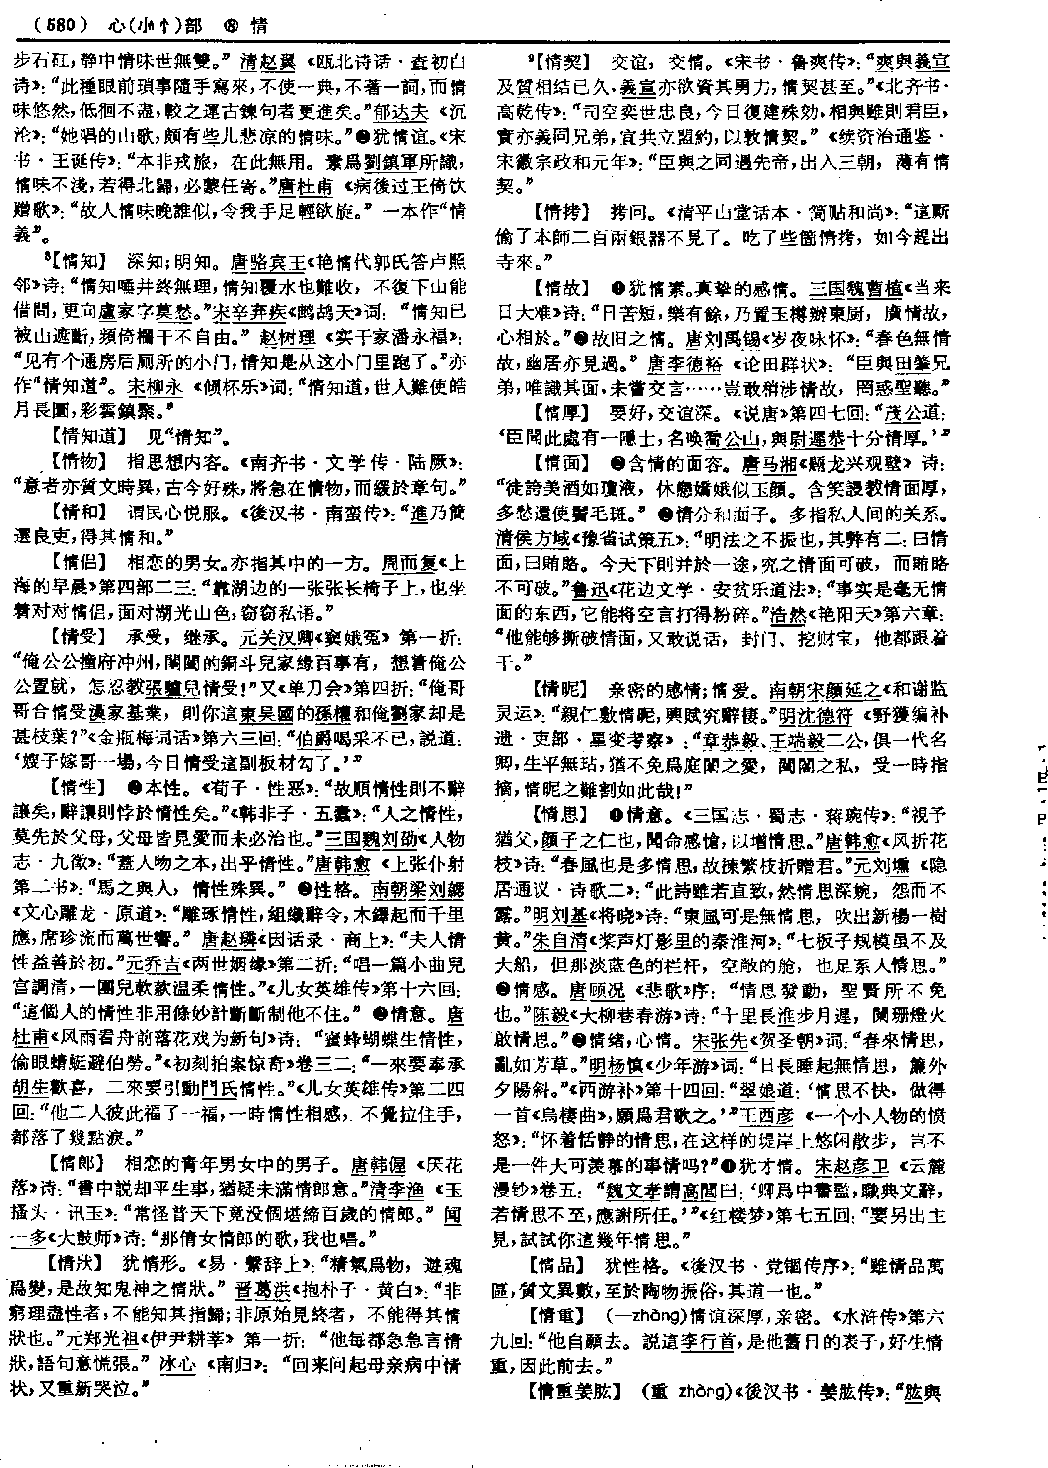 （580） 心（小忄）部 ⑧ 情
步石矼，静中情味世無雙。”清赵翼《瓯北诗话·查初白
诗》：“此種眼前瑣事隨手寫來，不使一典，不著一詞，而情
味悠然，低徊不盡，較之運古鍊句者更進矣。”郁达夫《沉
沦》：“她唱的山歌，颇有些儿悲凉的情味。”❷犹情谊。《宋
书·王诞传》：“本非戎旅，在此無用。素爲劉鎮軍所識，
情味不淺，若得北歸，必蒙任寄。”唐杜甫《病後过王倚饮
赠歌》：“故人情味晚誰似，令我手足輕欲旋。”一本作“情
義”。
⁸【情知】 深知；明知。唐骆宾王《艳情代郭氏答卢照
邻》诗：“情知唾井終無理，情知覆水也難收，不復下山能
借問，更向盧家字莫愁。”宋辛弃疾《鹧鸪天》词：“情知已
被山遮斷，頻倚欄干不自由。”赵树理《实干家潘永福》：
“见有个通房后厕所的小门，情知是从这小门里跑了。”亦
作“情知道”。宋柳永《倾杯乐》词：“情知道，世人難使皓
月長圓，彩雲鎮聚。”
【情知道】 见“情知”。
【情物】 指思想内容。《南齐书·文学传·陆厥》：
“意者亦質文時異，古今好殊，將急在情物，而緩於章句。”
【情和】 谓民心悦服。《後汉书·南蛮传》：“進乃簡
選良吏，得其情和。”
【情侣】 相恋的男女。亦指其中的一方。周而复《上
海的早晨》第四部二三：“靠湖边的一张张长椅子上，也坐
着对对情侣，面对湖光山色，窃窃私语。”
【情受】 承受，继承。元关汉卿《窦娥冤》第一折：
“俺公公撞府冲州，䦟䦷的銅斗兒家缘百事有，想着俺公
公置就，怎忍教張驢兒情受！”又《单刀会》第四折：“俺哥
哥合情受漢家基業，則你這東吴國的孫權和俺劉家却是
甚枝葉？”《金瓶梅词话》第六三回：“伯爵喝采不已，説道：
‘嫂子嫁哥一場，今日情受這副板材勾了。’”
【情性】 ❶本性。《荀子·性恶》：“故順情性則不辭
讓矣，辭讓則悖於情性矣。”《韩非子·五蠹》：“人之情性，
莫先於父母，父母皆見愛而未必治也。”三国魏刘劭《人物
志·九徵》：“蓋人物之本，出乎情性。”唐韩愈《上张仆射
第二书》：“馬之與人，情性殊異。”❷性格。南朝梁刘勰
《文心雕龙·原道》：“雕琢情性，組織辭令，木鐸起而千里
應，席珍流而萬世響。”唐赵璘《因话录·商上》：“夫人情
性益善於初。”元乔吉《两世姻缘》第二折：“唱一篇小曲兒
宫調清，一團兒軟款温柔情性。”《儿女英雄传》第十六回：
“這個人的情性非用條妙計斷斷制他不住。”❸情意。唐
杜甫《风雨看舟前落花戏为新句》诗：“蜜蜂蝴蝶生情性，
偷眼蜻蜓避伯勞。”《初刻拍案惊奇》卷三二：“一來要奉承
胡生歡喜，二來要引動門氏情性。”《儿女英雄传》第二四
回：“他二人彼此福了一福，一時情性相感，不覺拉住手，
都落了幾點淚。”
【情郎】 相恋的青年男女中的男子。唐韩偓《厌花
落》诗：“書中説却平生事，猶疑未滿情郎意。”清李渔《玉
搔头·讯玉》：“常怪普天下竟没個堪締百歲的情郎。”闻
一多《大鼓师》诗：“那倩女情郎的歌，我也唱。”
【情狀】 犹情形。《易·繫辞上》：“精氣爲物，遊魂
爲變，是故知鬼神之情狀。”晋葛洪《抱朴子·黄白》：“非
窮理盡性者，不能知其指歸；非原始見終者，不能得其情
狀也。”元郑光祖《伊尹耕莘》第一折：“他每都急急言情
狀，語句意慌張。”冰心《南归》：“回来问起母亲病中情
状，又重新哭泣。”
⁹【情契】 交谊，交情。《宋书·鲁爽传》：“爽與義宣
及質相结已久，義宣亦欲資其勇力，情契甚至。”《北齐书·
高乾传》：“司空奕世忠良，今日復建殊効，相與雖則君臣，
實亦義同兄弟，宜共立盟約，以敦情契。”《续资治通鉴·
宋徽宗政和元年》：“臣與之同遇先帝，出入三朝，薄有情
契。”
【情拷】 拷问。《清平山堂话本·简贴和尚》：“這厮
偷了本師二百兩銀器不見了。吃了些箇情拷，如今趕出
寺來。”
【情故】 ❶犹情素。真挚的感情。三国魏曹植《当来
日大难》诗：“日苦短，樂有餘，乃置玉樽辦東厨，廣情故，
心相於。”❷故旧之情。唐刘禹锡《岁夜咏怀》：“春色無情
故，幽居亦見過。”唐李德裕《论田群状》：“臣與田肇兄
弟，唯識其面，未嘗交言……豈敢稍涉情故，罔惑聖聽。”
【情厚】 要好，交谊深。《说唐》第四七回：“茂公道：
‘臣聞此處有一隱士，名唤喬公山，與尉遲恭十分情厚。’”
【情面】 ❶含情的面容。唐马湘《题龙兴观壁》诗：
“徒誇美酒如瓊液，休戀嬌娥似玉顔。含笑謾教情面厚，
多愁還使鬢毛斑。”❷情分和面子。多指私人间的关系。
清侯方域《豫省试策五》：“明法之不振也，其弊有二：曰情
面，曰賄賂。今天下則并於一途，究之情面可破，而賄賂
不可破。”鲁迅《花边文学·安贫乐道法》：“事实是毫无情
面的东西，它能将空言打得粉碎。”浩然《艳阳天》第六章：
“他能够撕破情面，又敢说话，封门、挖财宝，他都跟着
干。”
【情昵】 亲密的感情；情爱。南朝宋颜延之《和谢监
灵运》：“親仁敷情昵，興賦究辭棲。”明沈德符《野獲编补
遗·吏部·星变考察》：“章恭毅、王端毅二公，俱一代名
卿，生平無玷，猶不免爲庭闈之愛，閨閤之私，受一時指
摘，情昵之難割如此哉！”
【情思】 ❶情意。《三国志·蜀志·蒋琬传》：“視予
猶父，顔子之仁也，聞命感愴，以增情思。”唐韩愈《风折花
枝》诗：“春風也是多情思，故揀繁枝折贈君。”元刘壎《隐
居通议·诗歌二》：“此詩雖若直致，然情思深婉，怨而不
露。”明刘基《将晓》诗：“東風可是無情思，吹出新楊一樹
黄。”朱自清《桨声灯影里的秦淮河》：“七板子规模虽不及
大船，但那淡蓝色的栏杆，空敞的舱，也足系人情思。”
❷情感。唐顾况《悲歌》序：“情思發動，聖賢所不免
也。”陈毅《大柳巷春游》诗：“十里長淮步月遲，闌珊燈火
啟情思。”❸情绪，心情。宋张先《贺圣朝》词：“春來情思，
亂如芳草。”明杨慎《少年游》词：“日長睡起無情思，簾外
夕陽斜。”《西游补》第十四回：“翠娘道：‘情思不快，做得
一首《烏棲曲》，願爲君歌之。’”王西彦《一个小人物的愤
怒》：“怀着恬静的情思，在这样的堤岸上悠闲散步，岂不
是一件大可羡慕的事情吗？”❹犹才情。宋赵彦卫《云麓
漫钞》卷五：“魏文孝請高閭曰：‘卿爲中書監，職典文辭，
若情思不至，應謝所任。’”《红楼梦》第七五回：“要另出主
見，試試你這幾年情思。”
【情品】 犹性格。《後汉书·党锢传序》：“雖情品萬
區，質文異數，至於陶物振俗，其道一也。”
【情重】 （—zhòng）情谊深厚，亲密。《水浒传》第六
九回：“他自願去。說這李行首，是他舊日的表子，好生情
重，因此前去。”
【情重姜肱】 （重 zhòng）《後汉书·姜肱传》：“肱與